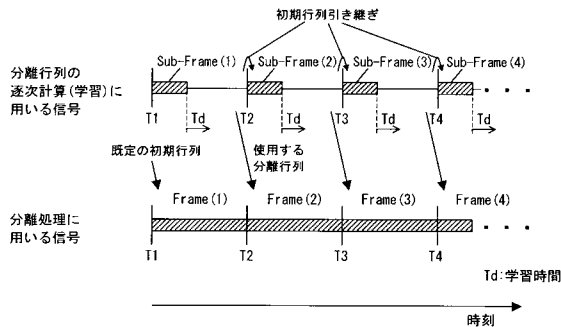 初期行列引き継ぎ
分離行列の
逐次計算(学習)に
用いる信号
Sub-Frame(1)
Sub-Frame(2)
Sub-Frame(3)
Sub-Frame(4)
T1
Td
T2
Td
T3
Td
T4
Td
既定の初期行列
使用する
分離行列
分離処理に
用いる信号
Frame(1)
Frame(2)
Frame(3)
Frame(4)
T1
T2
T3
T4
Td:学習時間
時刻